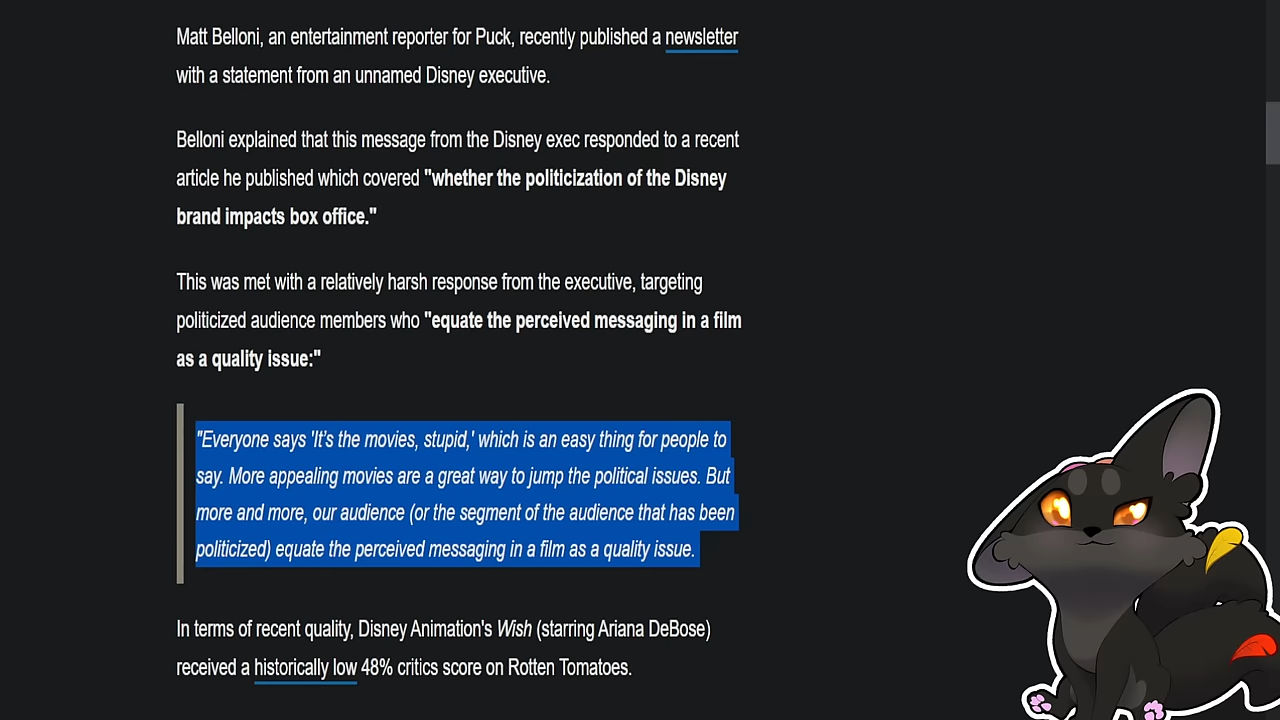 Matt Belloni, an entertainment reporter for Puck, recently published a newsletter
with a statement from an unnamed Disney executive.
Belloni explained that this message from the Disney exec responded to a recent
article he published which covered "whether the politicization of the Disney
brand impacts box office."
This was met with a relatively harsh response from the executive, targeting
politicized audience members who "equate the perceived messaging in a film
as a quality issue:"
"Everyone says 'It’s the movies, stupid,' which is an easy thing for people to
say. More appealing movies are a great way to jump the political issues. But
more and more, our audience (or the segment of the audience that has been
politicized) equate the perceived messaging in a film as a quality issue.
In terms of recent quality, Disney Animation's Wish (starring Ariana DeBose)
received a historically low 48% critics score on Rotten Tomatoes.